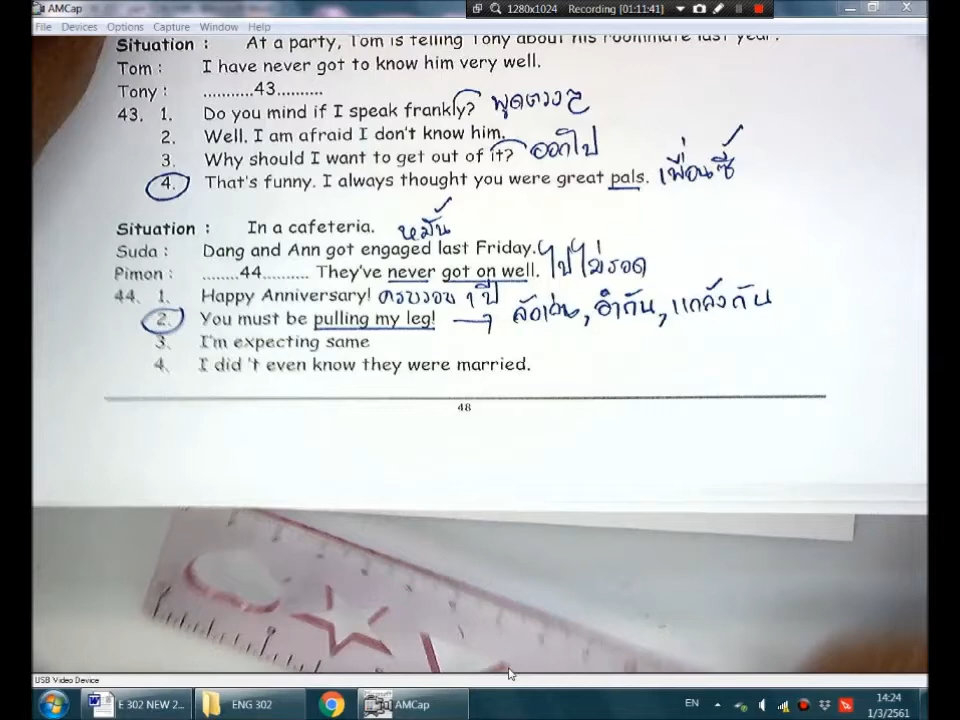 AMCap
1280x1024 Recording [01:11:41]
File Devices Options Capture Window Help
Situation : At a party, Tom is telling Tony about his roommate last year.
Tom : I have never got to know him very well.
Tony : ..........43..........
43. 1. Do you mind if I speak frankly? พูดตรงๆ
2. Well. I am afraid I don't know him.
3. Why should I want to get out of it? ออกไป
4. That's funny. I always thought you were great pals. เพื่อนซี้
Situation : In a cafeteria. หมั้น
Suda : Dang and Ann got engaged last Friday.
Pimon : ........44.......... They've never got on well. ไปไม่รอด
44. 1. Happy Anniversary! ครบรอบ 1 ปี
2. You must be pulling my leg! → ล้อเล่น, อำกัน, แกล้งกัน
3. I'm expecting same
4. I did 't even know they were married.
48
USB Video Device
E 302 NEW 2... ENG 302 AMCap EN 14:24
1/3/2561